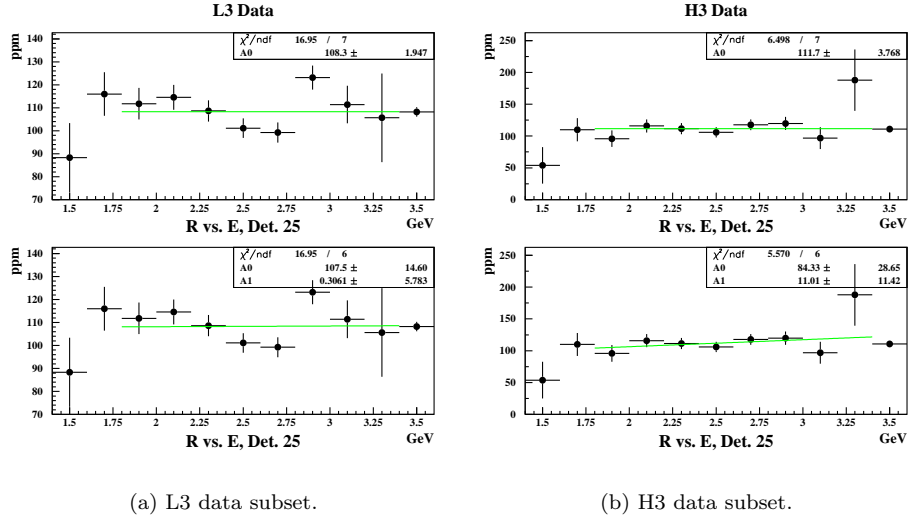 L3 Data
H3 Data
χ²/ndf 16.95 / 7
A0 108.3 ± 1.947
ppm
140
130
120
110
100
90
80
70
1.5 1.75 2 2.25 2.5 2.75 3 3.25 3.5
R vs. E, Det. 25
GeV
χ²/ndf 6.498 / 7
A0 111.7 ± 3.768
ppm
250
200
150
100
50
0
1.5 1.75 2 2.25 2.5 2.75 3 3.25 3.5
R vs. E, Det. 25
GeV
χ²/ndf 16.95 / 6
A0 107.5 ± 14.60
A1 0.3061 ± 5.783
ppm
140
130
120
110
100
90
80
70
1.5 1.75 2 2.25 2.5 2.75 3 3.25 3.5
R vs. E, Det. 25
GeV
χ²/ndf 5.570 / 6
A0 84.33 ± 28.65
A1 11.01 ± 11.42
ppm
250
200
150
100
50
0
1.5 1.75 2 2.25 2.5 2.75 3 3.25 3.5
R vs. E, Det. 25
GeV
(a) L3 data subset.
(b) H3 data subset.